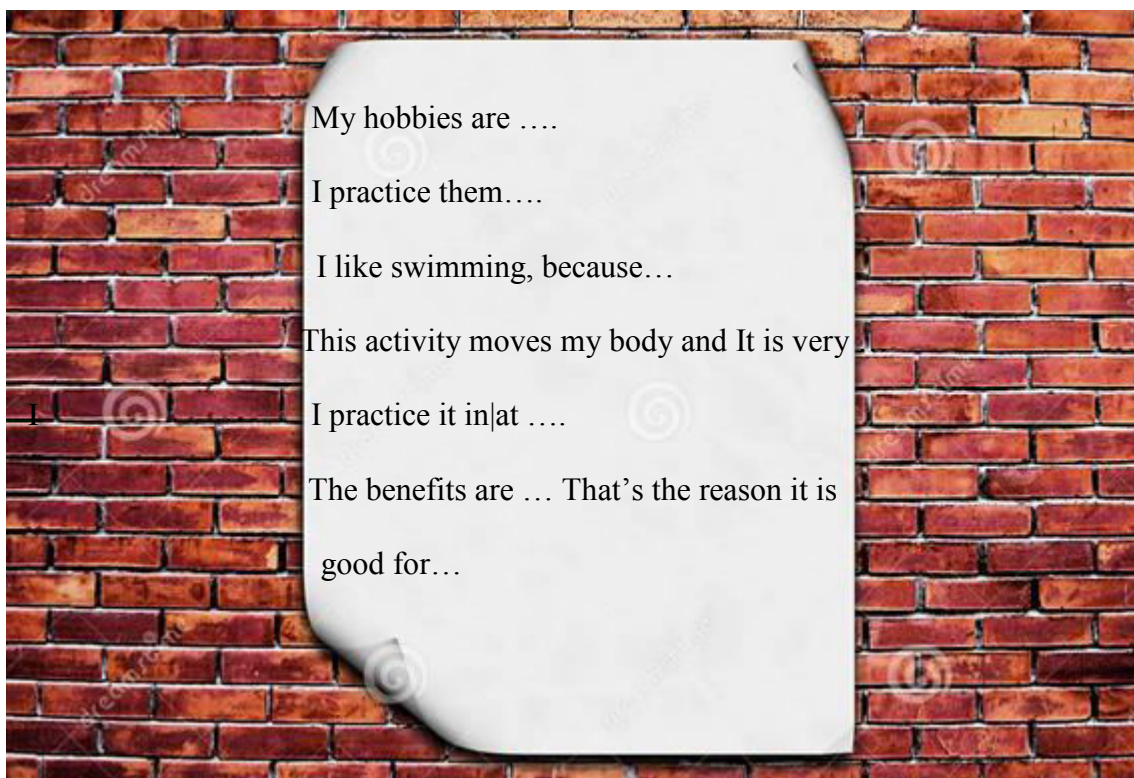 My hobbies are ….
I practice them….
I like swimming, because…
This activity moves my body and It is very
I
I practice it in|at ….
The benefits are … That’s the reason it is
good for…
dreamstime